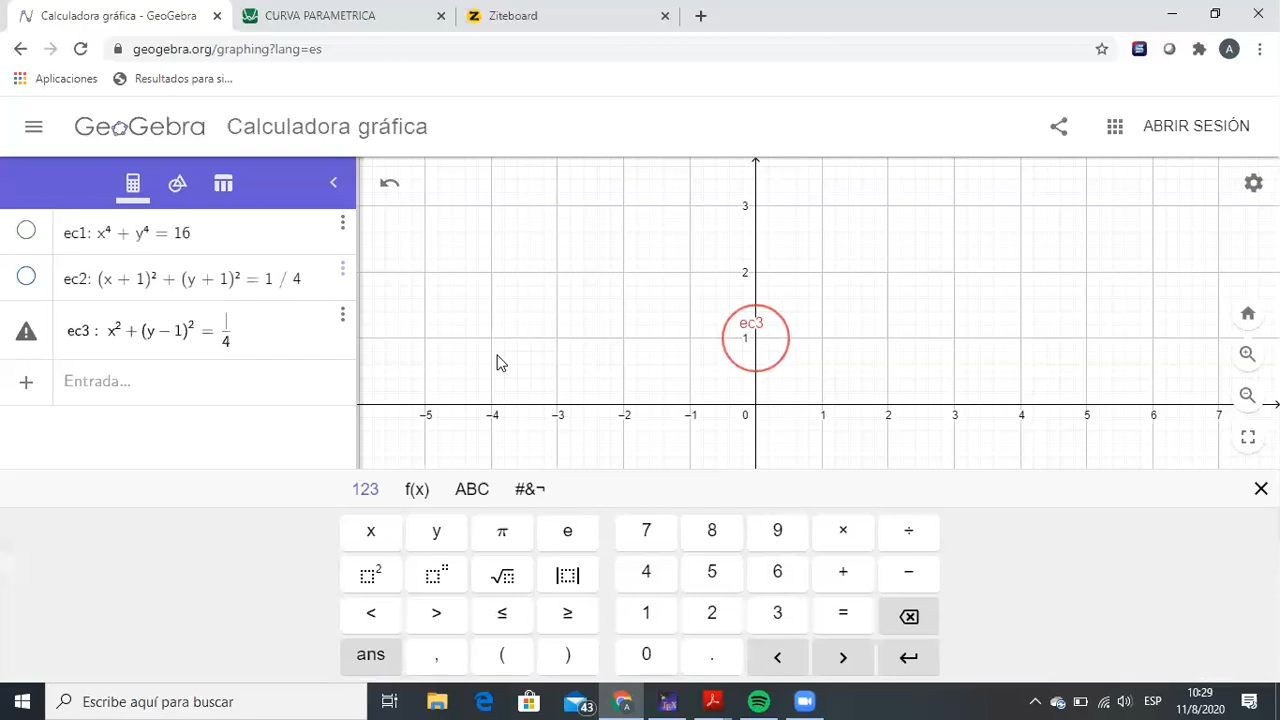 Calculadora gráfica - GeoGebra
CURVA PARAMETRICA
Ziteboard
geogebra.org/graphing?lang=es
A
Aplicaciones
Resultados para si...
GeoGebra
Calculadora gráfica
ABRIR SESIÓN
ec1: x⁴ + y⁴ = 16
ec2: (x + 1)² + (y + 1)² = 1 / 4
ec3 : x² + (y − 1)² = |/4
Entrada...
3
2
ec3
1
−5 −4 −3 −2 −1 0 1 2 3 4 5 6 7
123 f(x) ABC #&¬
x y π e 7 8 9 × ÷
□² □^□ √□ |□| 4 5 6 + −
< > ≤ ≥ 1 2 3 = ⌫
ans , ( ) 0 . < > ↵
Escribe aquí para buscar
43
ESP
10:29
11/8/2020